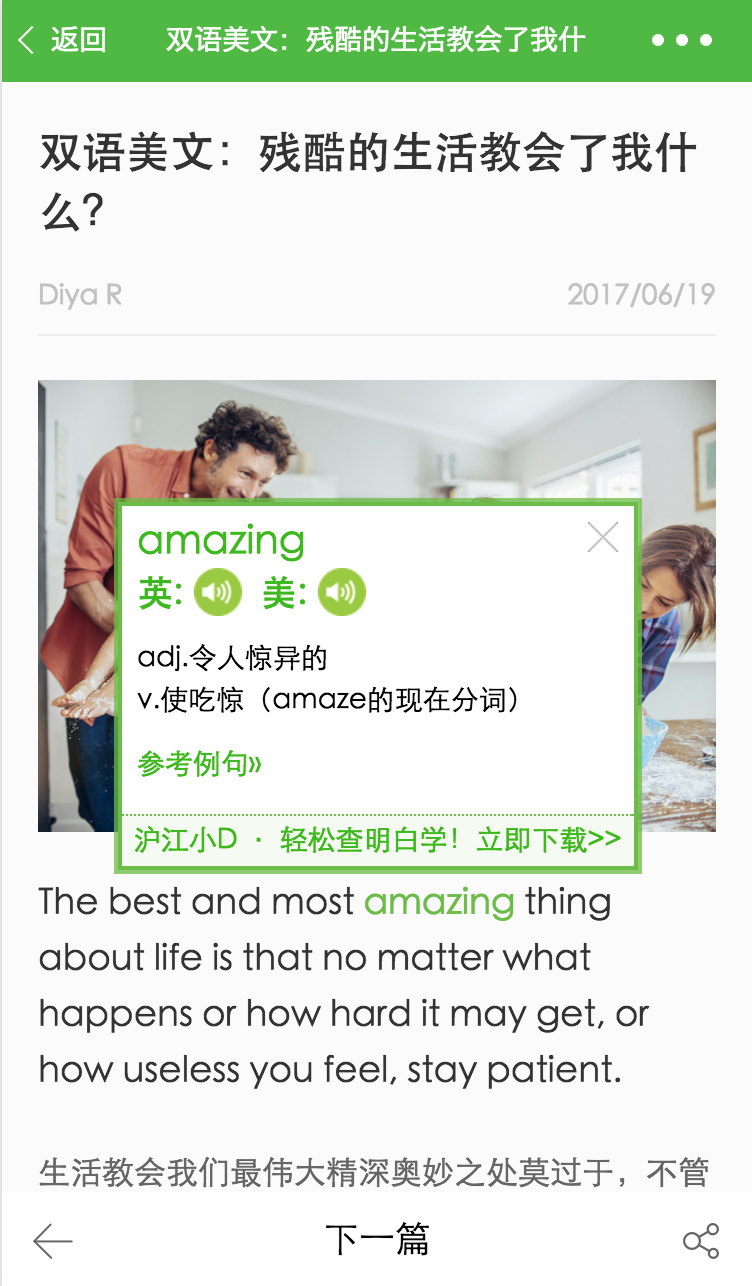 返回 双语美文：残酷的生活教会了我什
双语美文：残酷的生活教会了我什
么?
Diya R 2017/06/19
amazing
英: 美:
adj.令人惊异的
v.使吃惊（amaze的现在分词）
参考例句»
沪江小D · 轻松查明白学！立即下载>>
The best and most amazing thing
about life is that no matter what
happens or how hard it may get, or
how useless you feel, stay patient.
生活教会我们最伟大精深奥妙之处莫过于，不管
下一篇